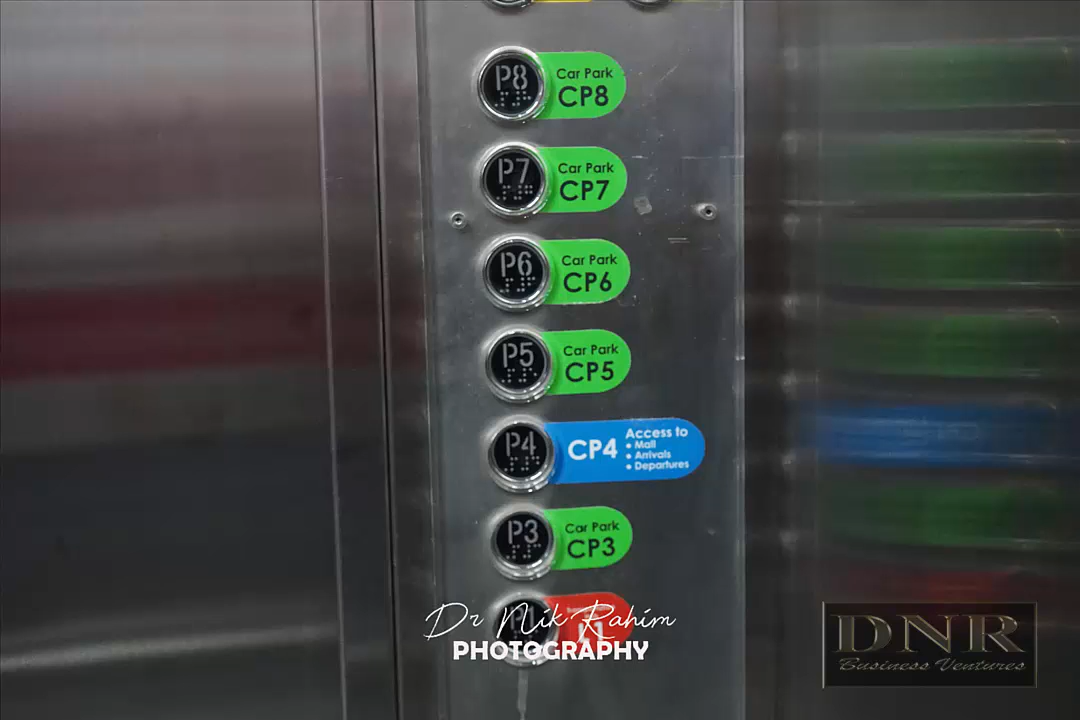 P8
Car Park
CP8
P7
Car Park
CP7
P6
Car Park
CP6
P5
Car Park
CP5
P4
CP4
Access to
• Mall
• Arrivals
• Departures
P3
Car Park
CP3
Dr Nik Rahim
PHOTOGRAPHY
DNR
Business Ventures